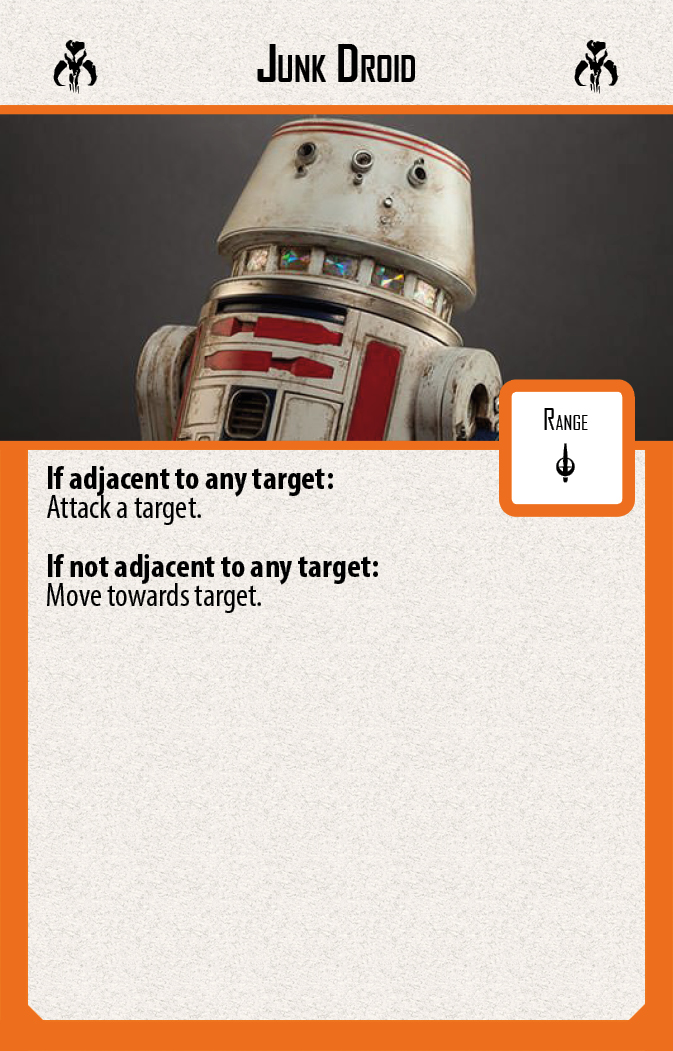 Junk Droid
Range
If adjacent to any target:
Attack a target.
If not adjacent to any target:
Move towards target.